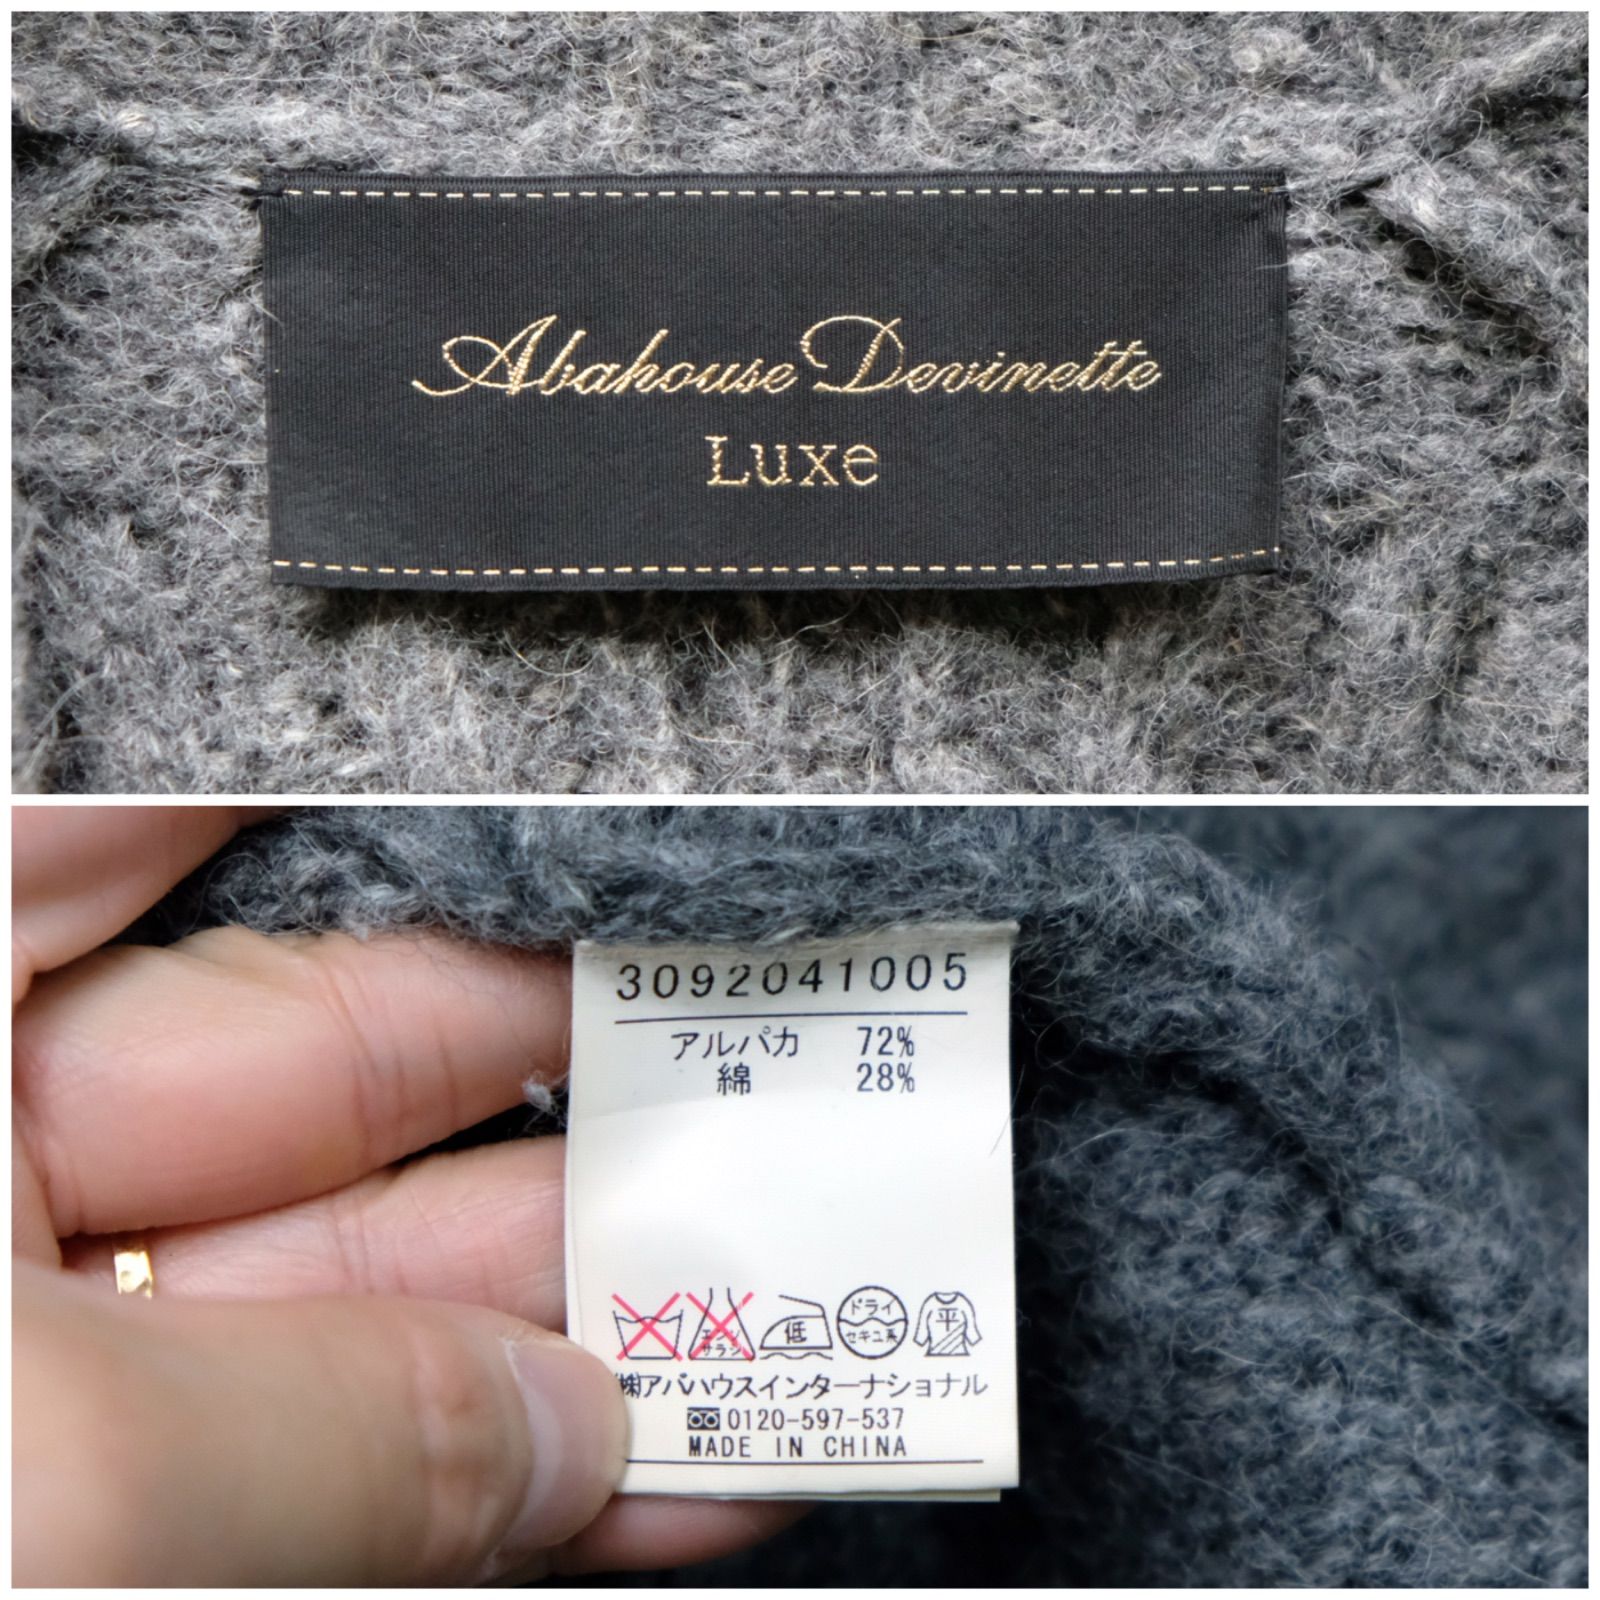 Abahouse Devinette
Luxe
3092041005
アルパカ 72%
綿 28%
エンソ
サラシ
低
ドライ
セキユ系
平
(株)アバハウスインターナショナル
0120-597-537
MADE IN CHINA